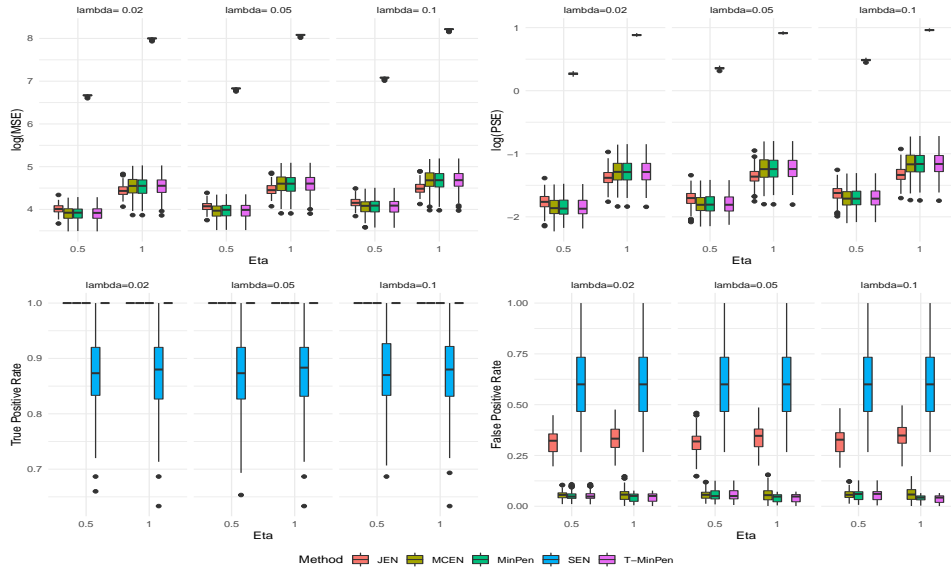 lambda= 0.02 lambda= 0.05 lambda= 0.1
8
7
6
5
4
log(MSE)
0.5 1 0.5 1 0.5 1
Eta
lambda=0.02 lambda=0.05 lambda=0.1
1
0
−1
−2
log(PSE)
0.5 1 0.5 1 0.5 1
Eta
lambda=0.02 lambda=0.05 lambda=0.1
1.0
0.9
0.8
0.7
True Positive Rate
0.5 1 0.5 1 0.5 1
Eta
lambda=0.02 lambda=0.05 lambda=0.1
1.00
0.75
0.50
0.25
0.00
False Positive Rate
0.5 1 0.5 1 0.5 1
Eta
Method JEN MCEN MinPen SEN T−MinPen